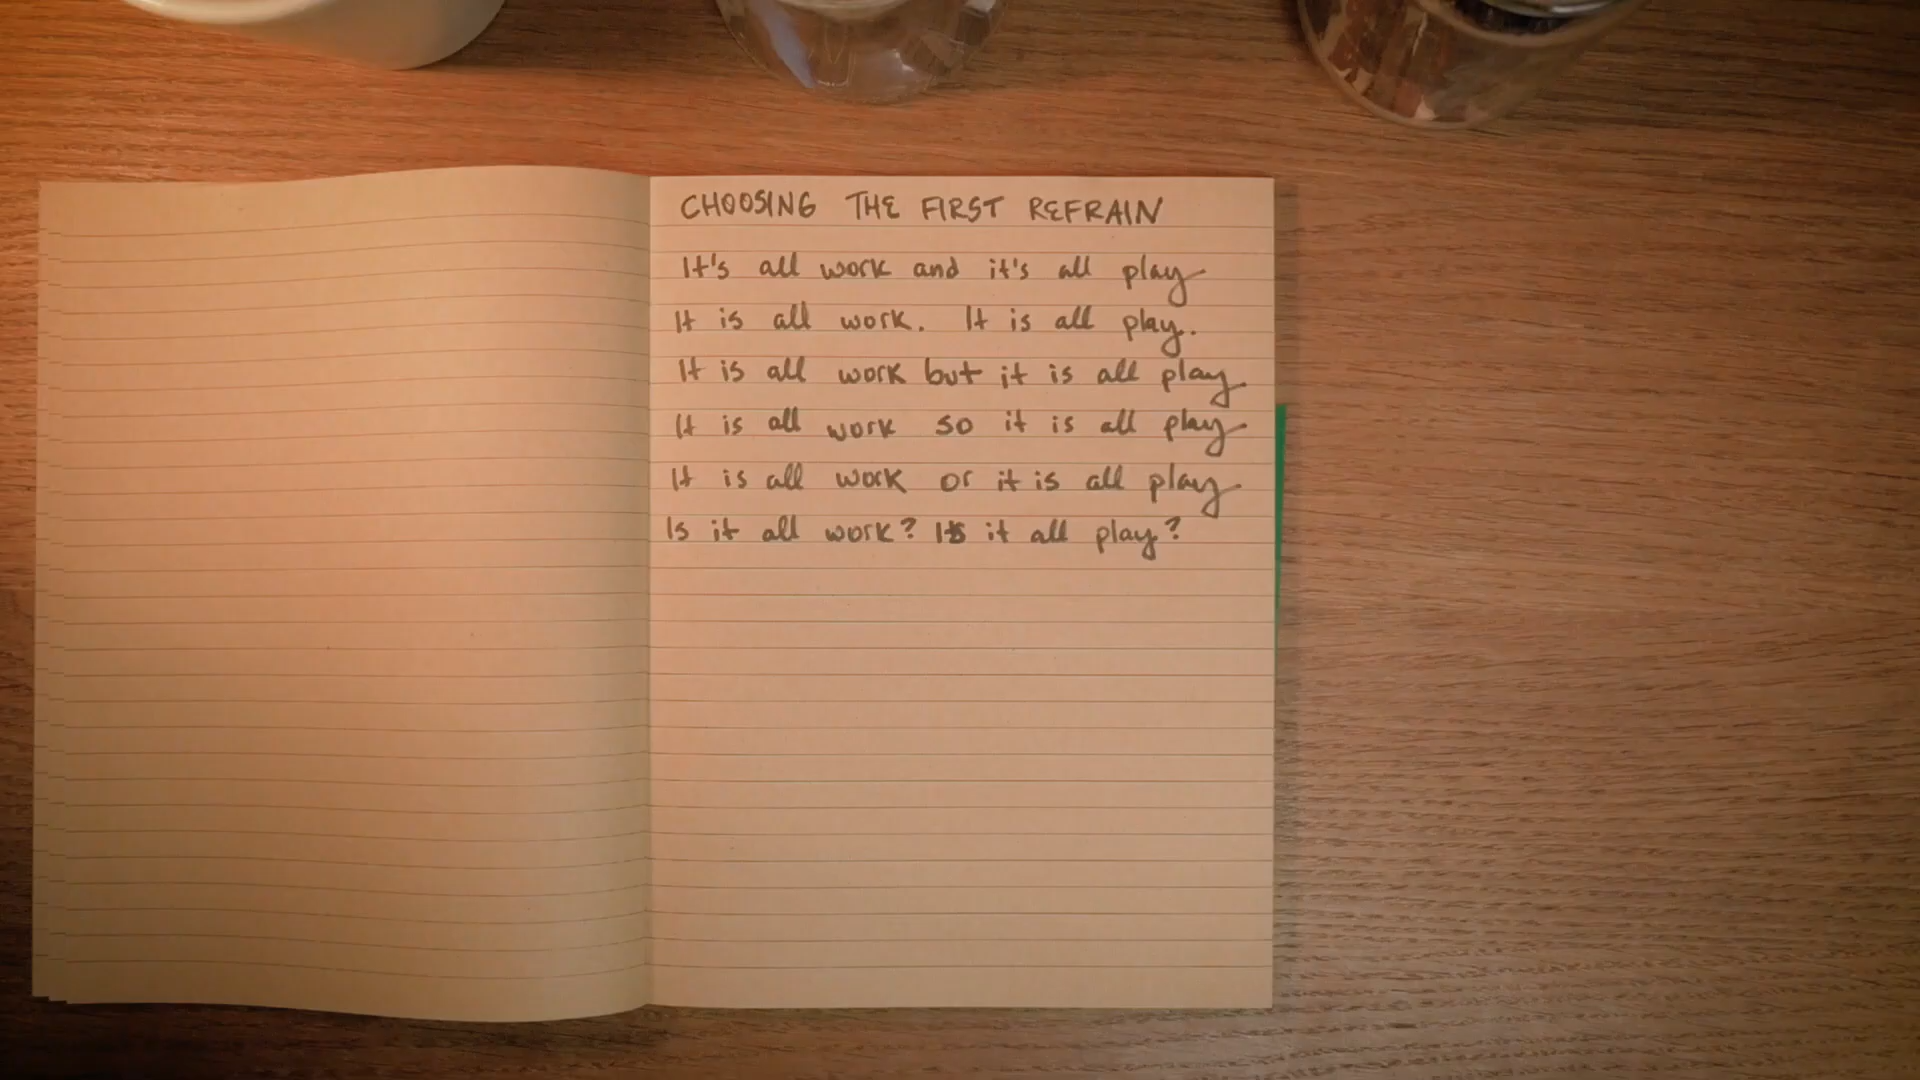 CHOOSING THE FIRST REFRAIN
It's all work and it's all play
It is all work. It is all play.
It is all work but it is all play.
It is all work so it is all play
It is all work or it is all play
Is it all work? Is it all play?